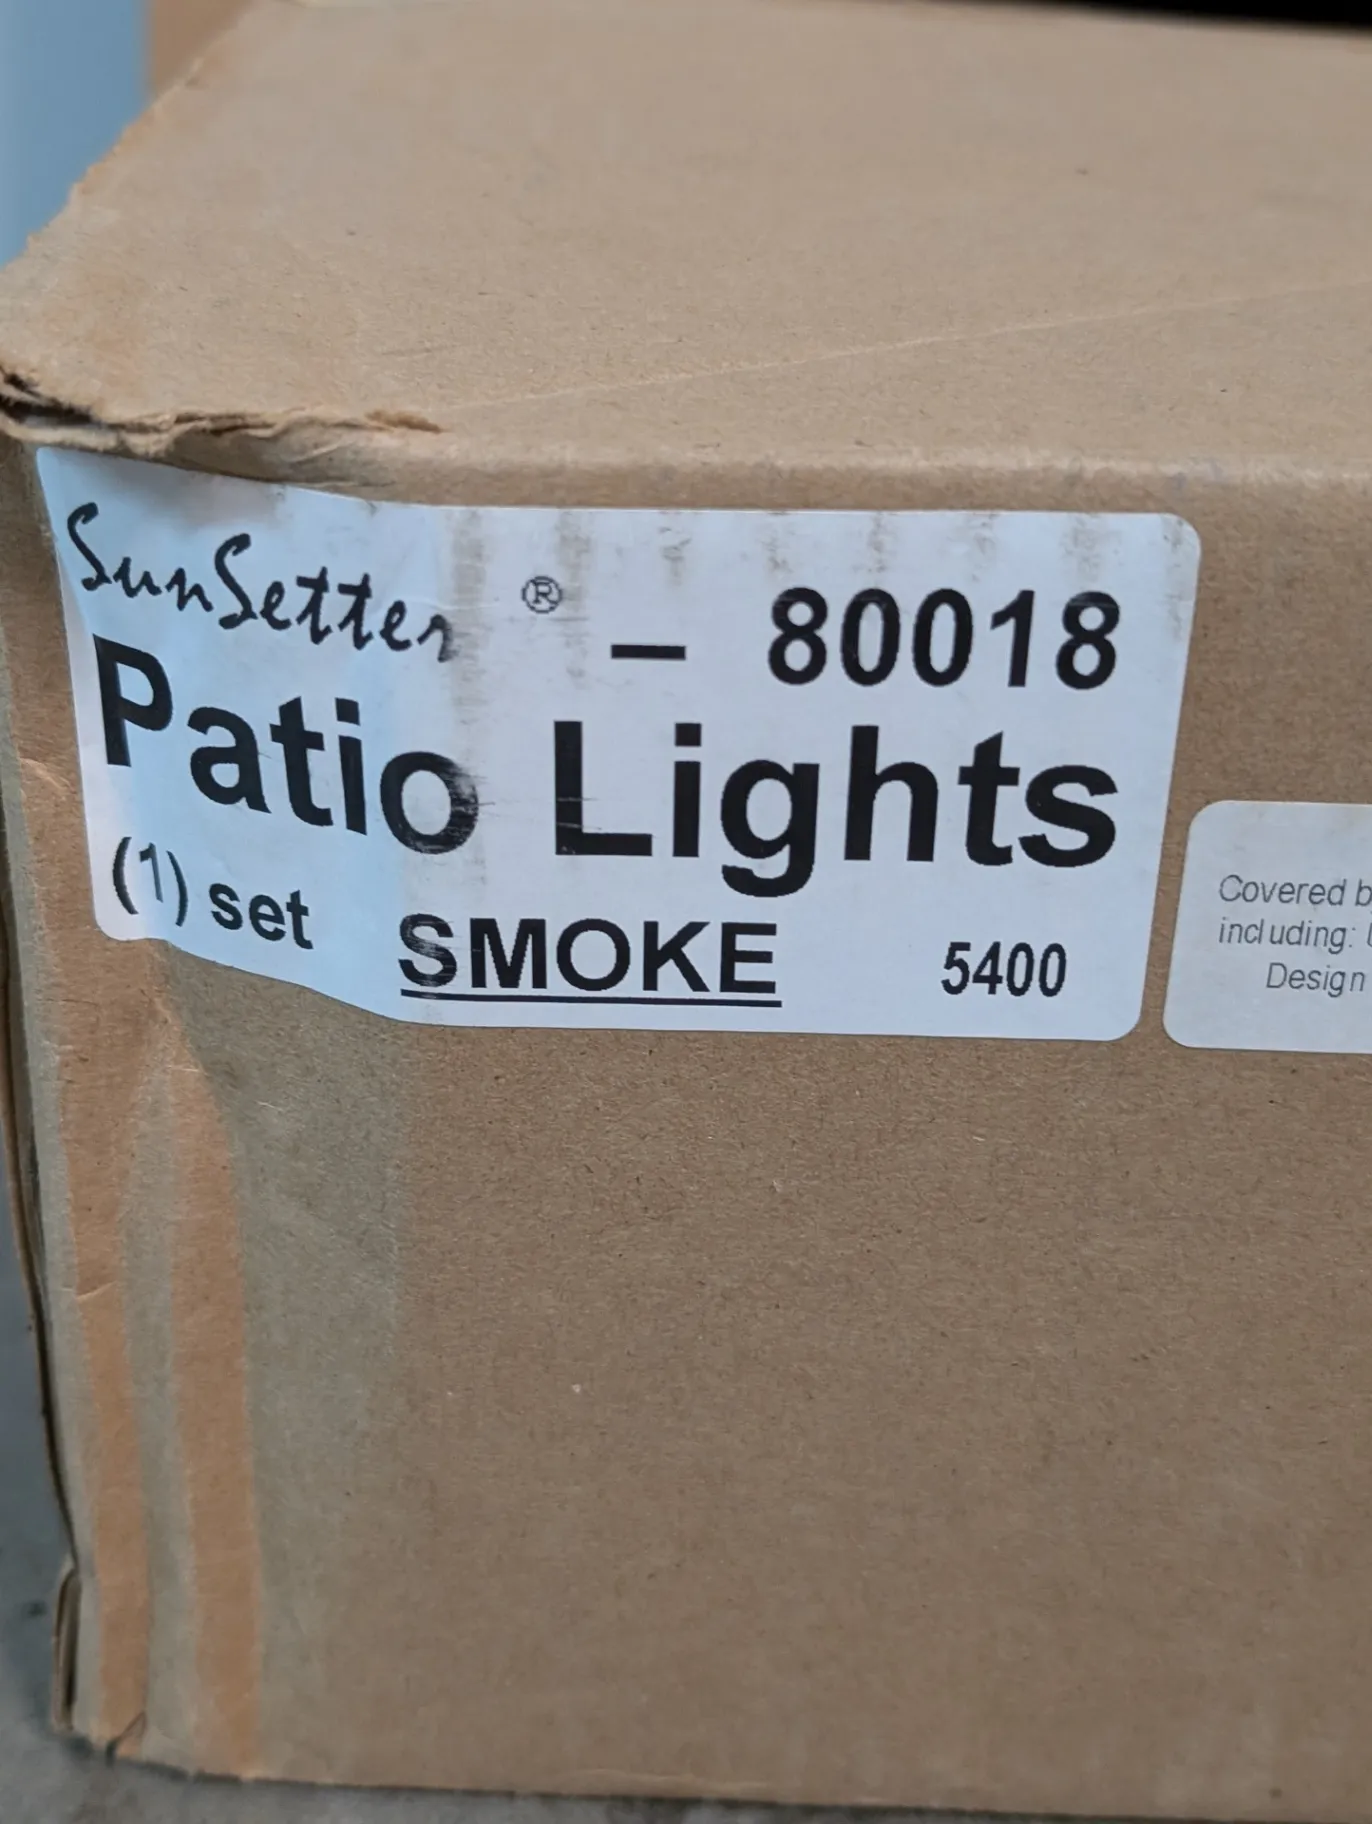 SunSetter® – 80018
Patio Lights
(1) set SMOKE 5400
Covered
including:
Design